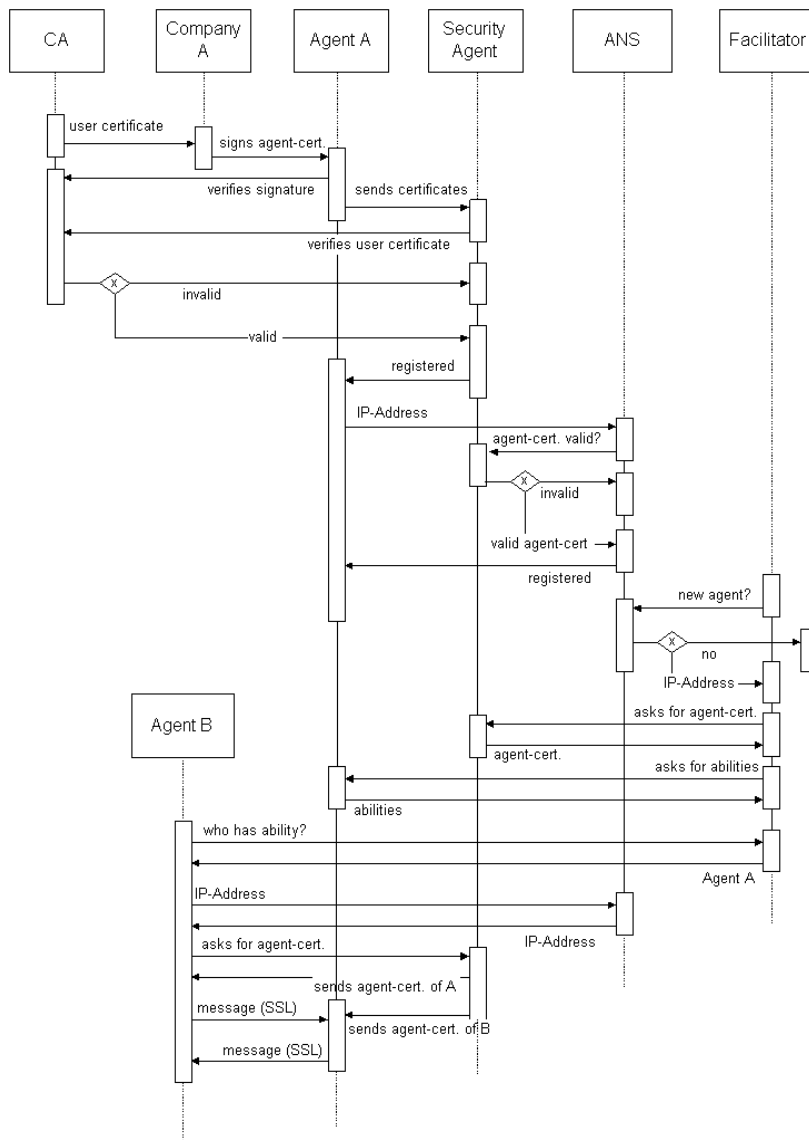 CA
Company
A
Agent A
Security
Agent
ANS
Facilitator
user certificate
signs agent-cert.
verifies signature
sends certificates
verifies user certificate
X
invalid
valid
registered
IP-Address
agent-cert. valid?
X
invalid
valid agent-cert
registered
new agent?
X
no
IP-Address
Agent B
asks for agent-cert.
agent-cert.
asks for abilities
abilities
who has ability?
Agent A
IP-Address
IP-Address
asks for agent-cert.
sends agent-cert. of A
message (SSL)
sends agent-cert. of B
message (SSL)